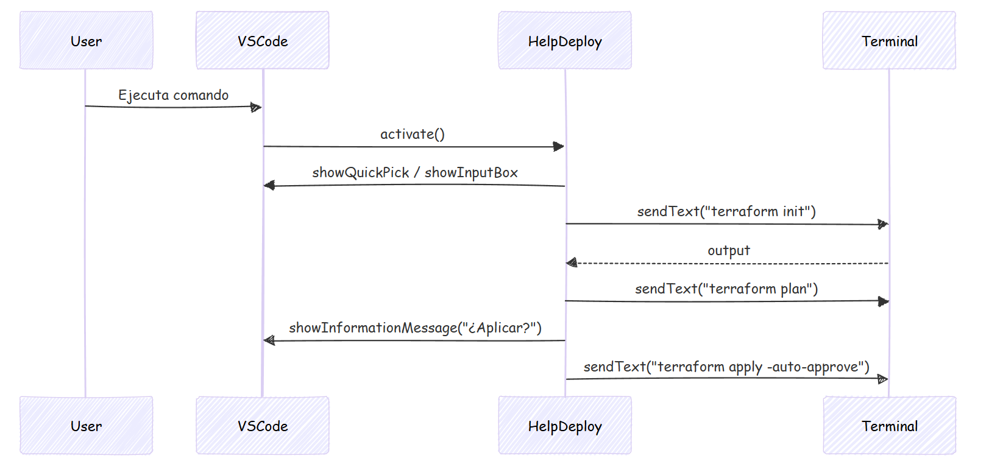 User
VSCode
HelpDeploy
Terminal
Ejecuta comando
activate()
showQuickPick / showInputBox
sendText("terraform init")
output
sendText("terraform plan")
showInformationMessage("¿Aplicar?")
sendText("terraform apply -auto-approve")
User
VSCode
HelpDeploy
Terminal